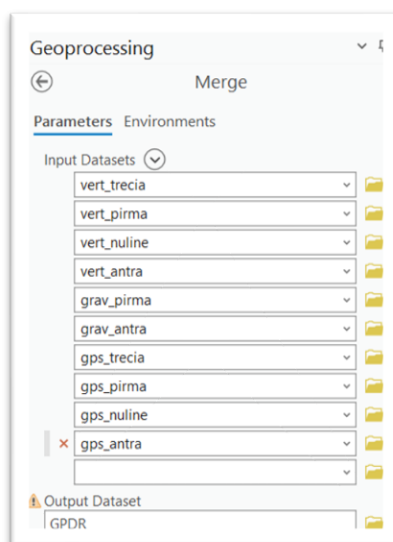 Geoprocessing
Merge
Parameters Environments
Input Datasets
vert_trecia
vert_pirma
vert_nuline
vert_antra
grav_pirma
grav_antra
gps_trecia
gps_pirma
gps_nuline
gps_antra
Output Dataset
GPDR